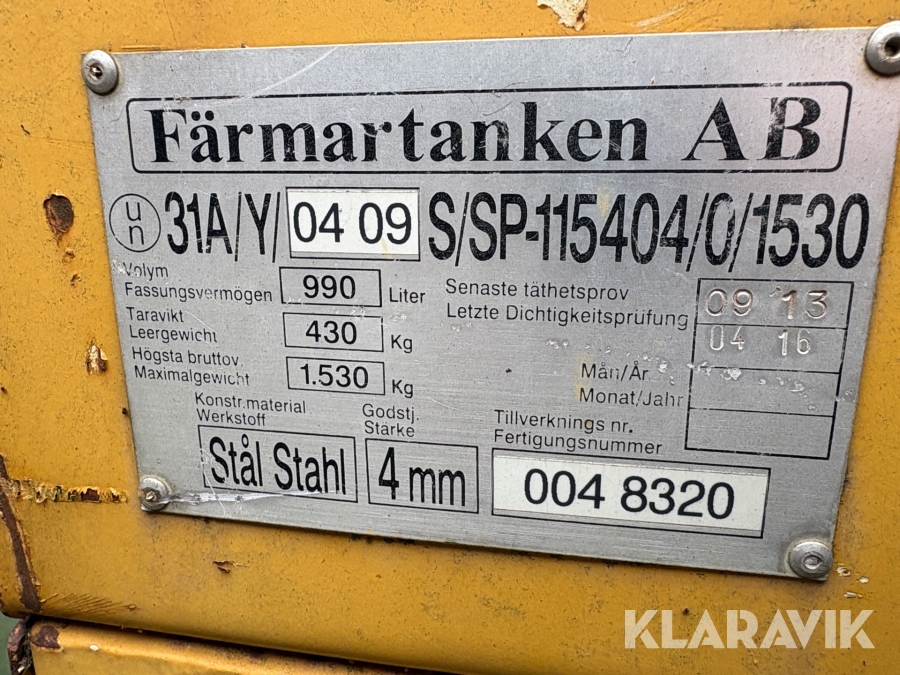 Färmartanken AB
un 31A/Y/ 04 09 S/SP-115404/0/1530
Volym
Fassungsvermögen 990 Liter
Taravikt
Leergewicht 430 Kg
Högsta bruttov.
Maximalgewicht 1.530 Kg
Senaste täthetsprov
Letzte Dichtigkeitsprüfung
09 13
04 16
Mån/År
Monat/Jahr
Konstr.material
Werkstoff
Stål Stahl
Godstj.
Stärke
4 mm
Tillverknings nr.
Fertigungsnummer
004 8320
KLARAVIK